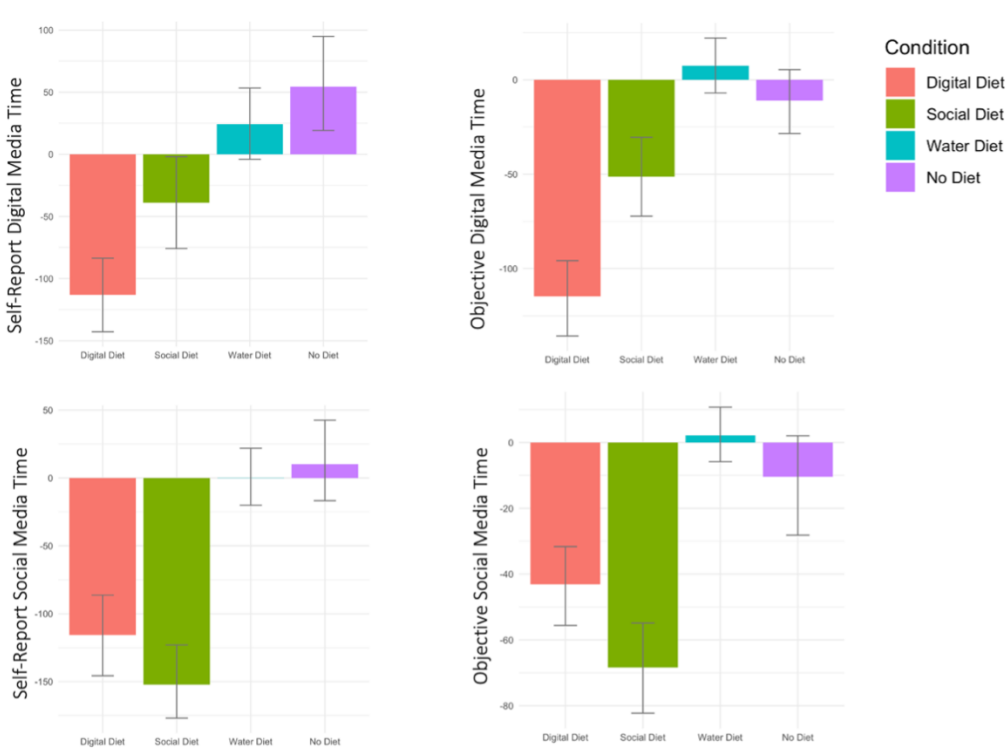 Self-Report Digital Media Time
100
50
0
-50
-100
-150
Digital Diet
Social Diet
Water Diet
No Diet
Objective Digital Media Time
0
-50
-100
Digital Diet
Social Diet
Water Diet
No Diet
Condition
Digital Diet
Social Diet
Water Diet
No Diet
Self-Report Social Media Time
50
0
-50
-100
-150
Digital Diet
Social Diet
Water Diet
No Diet
Objective Social Media Time
0
-20
-40
-60
-80
Digital Diet
Social Diet
Water Diet
No Diet